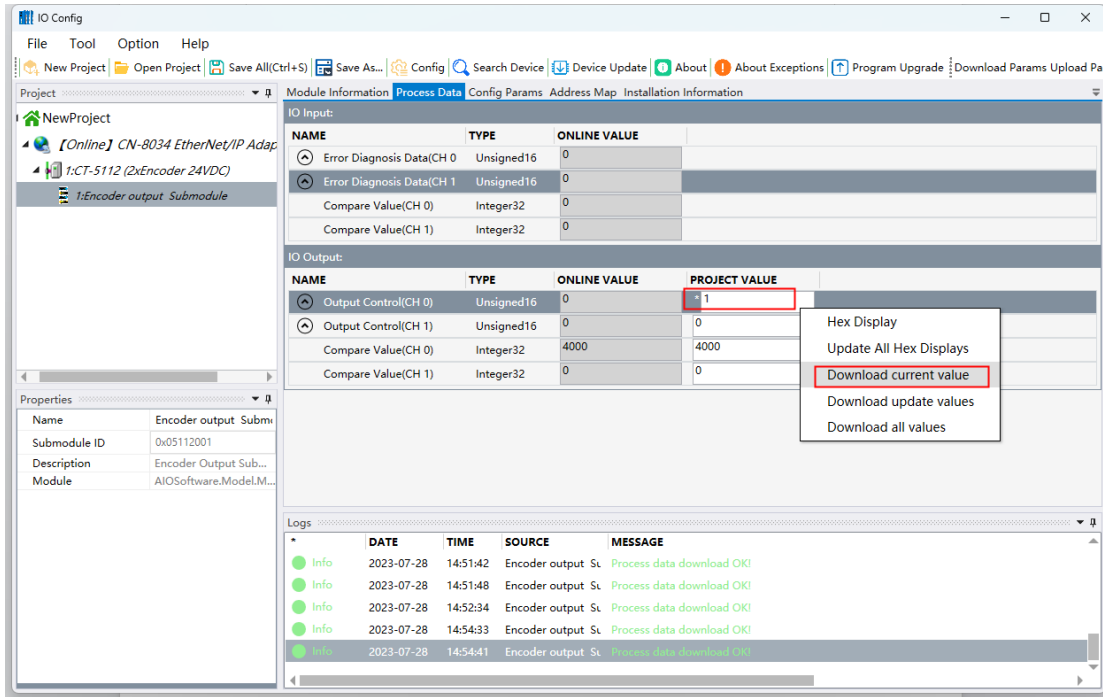 IO Config
File Tool Option Help
New Project Open Project Save All(Ctrl+S) Save As... Config Search Device Device Update About About Exceptions Program Upgrade Download Params Upload Pa
Project
NewProject
【Online】 CN-8034 EtherNet/IP Adap
1:CT-5112 (2xEncoder 24VDC)
1:Encoder output Submodule
Module Information Process Data Config Params Address Map Installation Information
IO Input:
NAME TYPE ONLINE VALUE
Error Diagnosis Data(CH 0 Unsigned16 0
Error Diagnosis Data(CH 1 Unsigned16 0
Compare Value(CH 0) Integer32 0
Compare Value(CH 1) Integer32 0
IO Output:
NAME TYPE ONLINE VALUE PROJECT VALUE
Output Control(CH 0) Unsigned16 0 * 1
Output Control(CH 1) Unsigned16 0 0
Compare Value(CH 0) Integer32 4000 4000
Compare Value(CH 1) Integer32 0 0
Hex Display
Update All Hex Displays
Download current value
Download update values
Download all values
Properties
Name Encoder output Subm
Submodule ID 0x05112001
Description Encoder Output Sub...
Module AIOSoftware.Model.M...
Logs
* DATE TIME SOURCE MESSAGE
Info 2023-07-28 14:51:42 Encoder output Su Process data download OK!
Info 2023-07-28 14:51:48 Encoder output Su Process data download OK!
Info 2023-07-28 14:52:34 Encoder output Su Process data download OK!
Info 2023-07-28 14:54:33 Encoder output Su Process data download OK!
Info 2023-07-28 14:54:41 Encoder output Su Process data download OK!